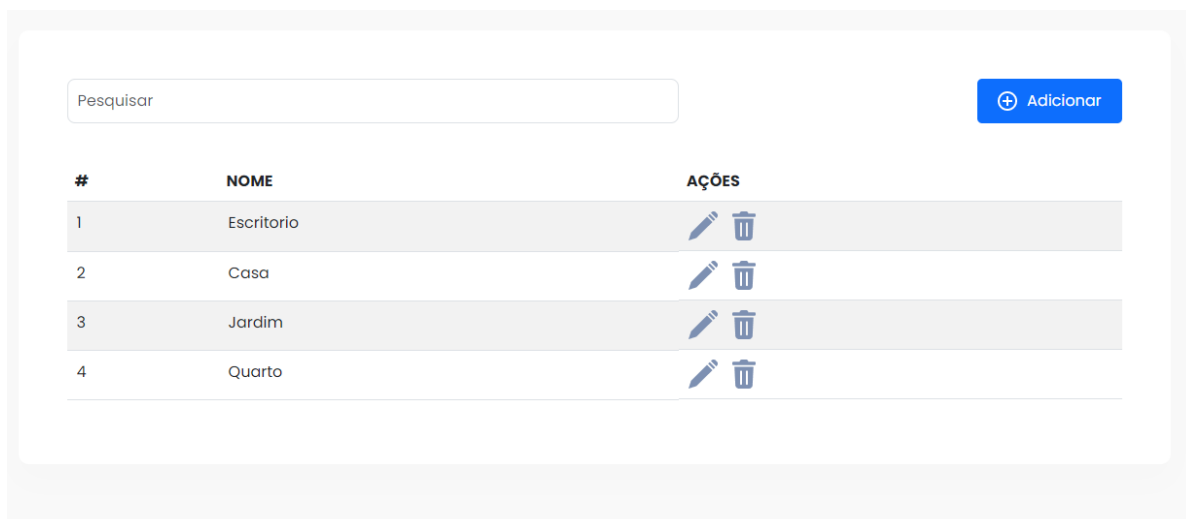 Pesquisar Adicionar
# NOME AÇÕES
1 Escritorio
2 Casa
3 Jardim
4 Quarto